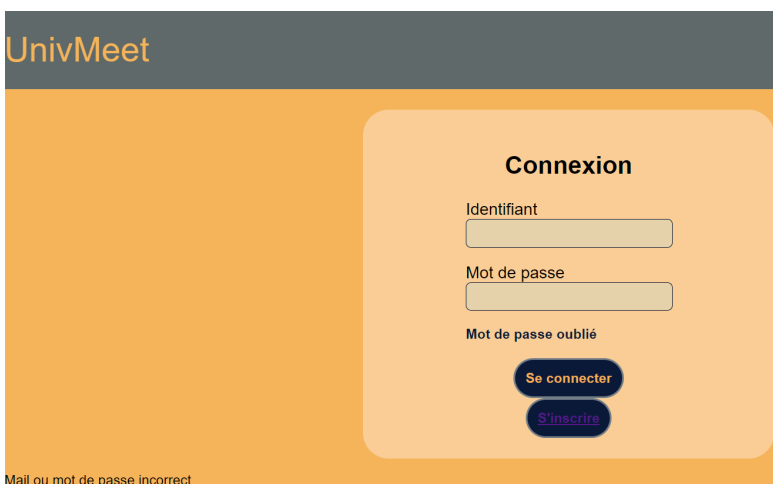 UnivMeet
Connexion
Identifiant
Mot de passe
Mot de passe oublié
Se connecter
S'inscrire
Mail ou mot de passe incorrect